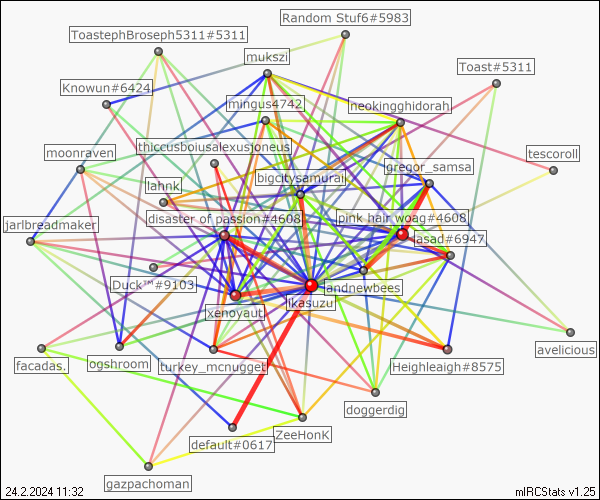 Random Stuf6#5983
ToastephBroseph5311#5311
mukszi
Toast#5311
Knowun#6424
mingus4742
neokingghidorah
thiccusboiusalexusjoneus
moonraven
gregor_samsa
tescoroll
bigcitysamurai
lahnk
disaster of passion#4608
pink hair woag#4608
jarlbreadmaker
asad#6947
Duck™#9103
andnewbees
ikasuzu
xenoyaut
avelicious
facadas.
ogshroom
turkey_mcnugget
Heighleaigh#8575
doggerdig
ZeeHonK
default#0617
gazpachoman
24.2.2024 11:32
mIRCStats v1.25